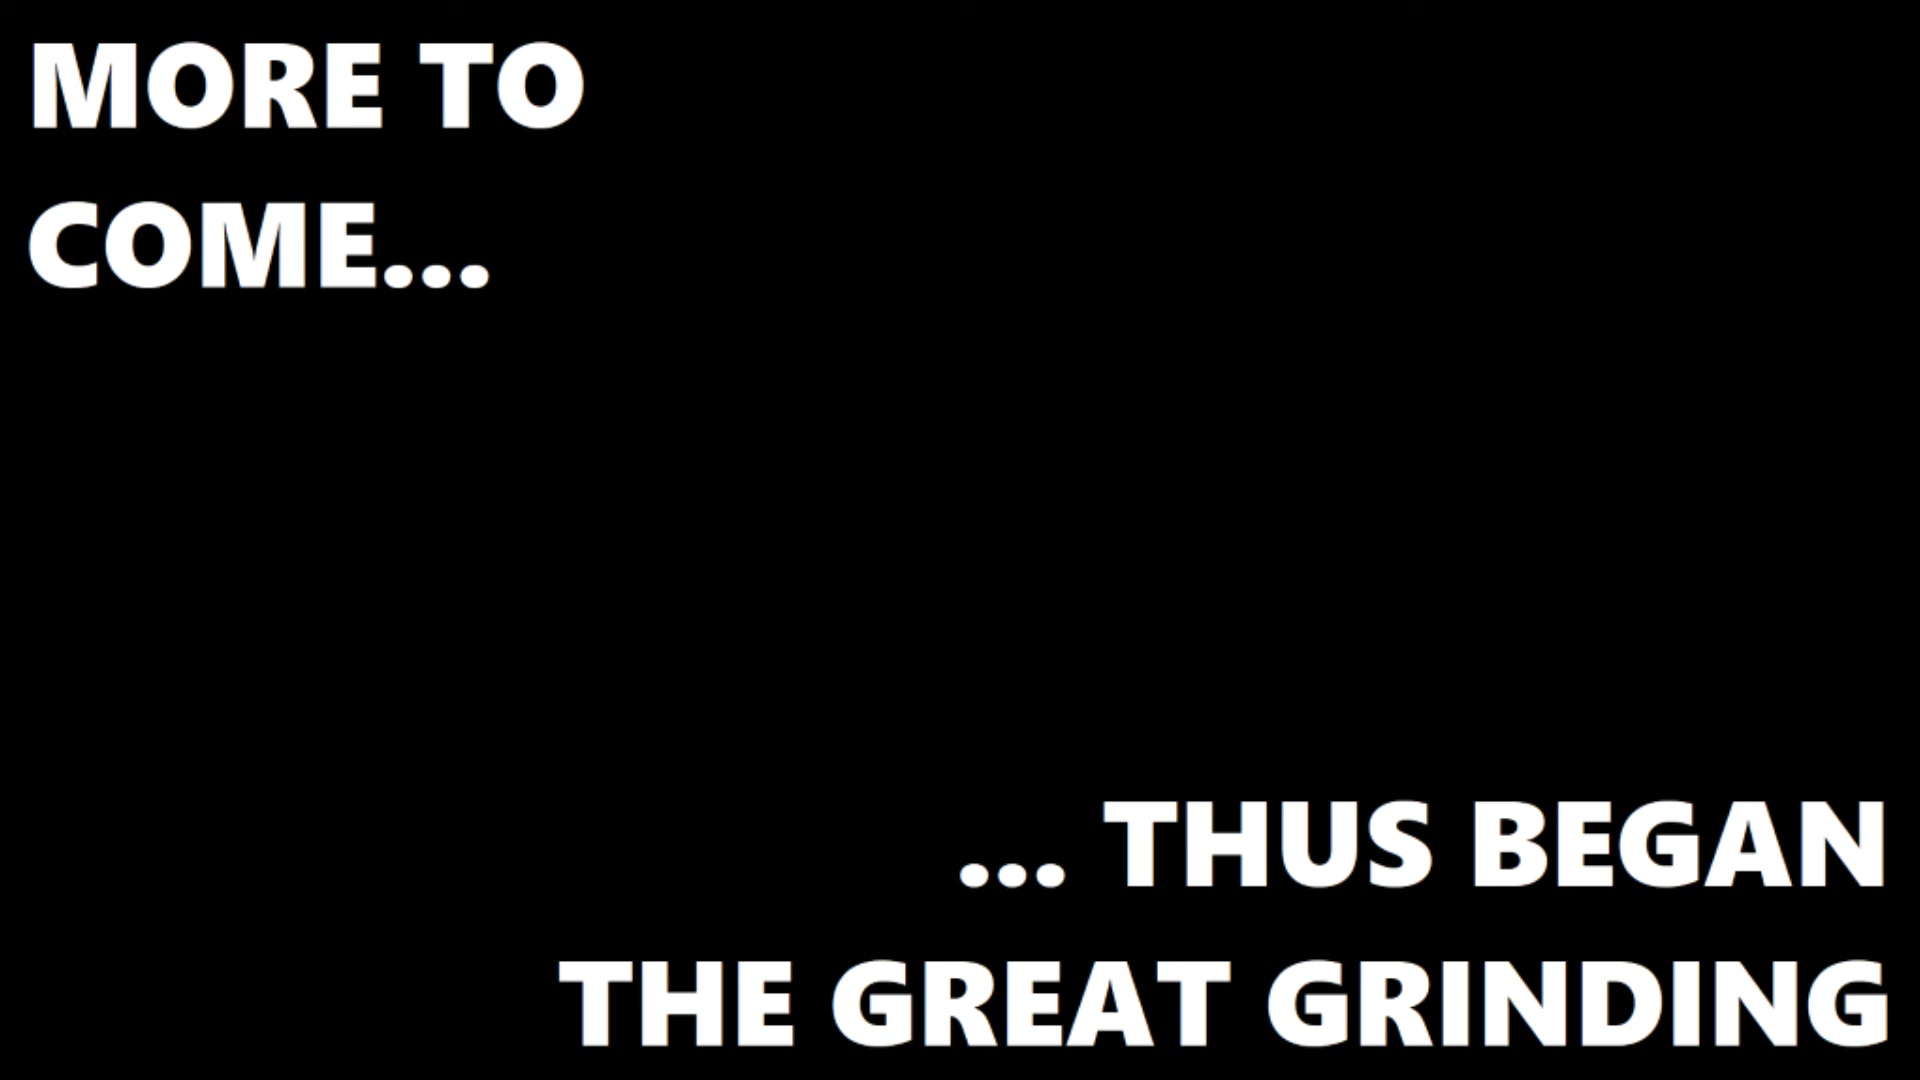 MORE TO
COME...
... THUS BEGAN
THE GREAT GRINDING